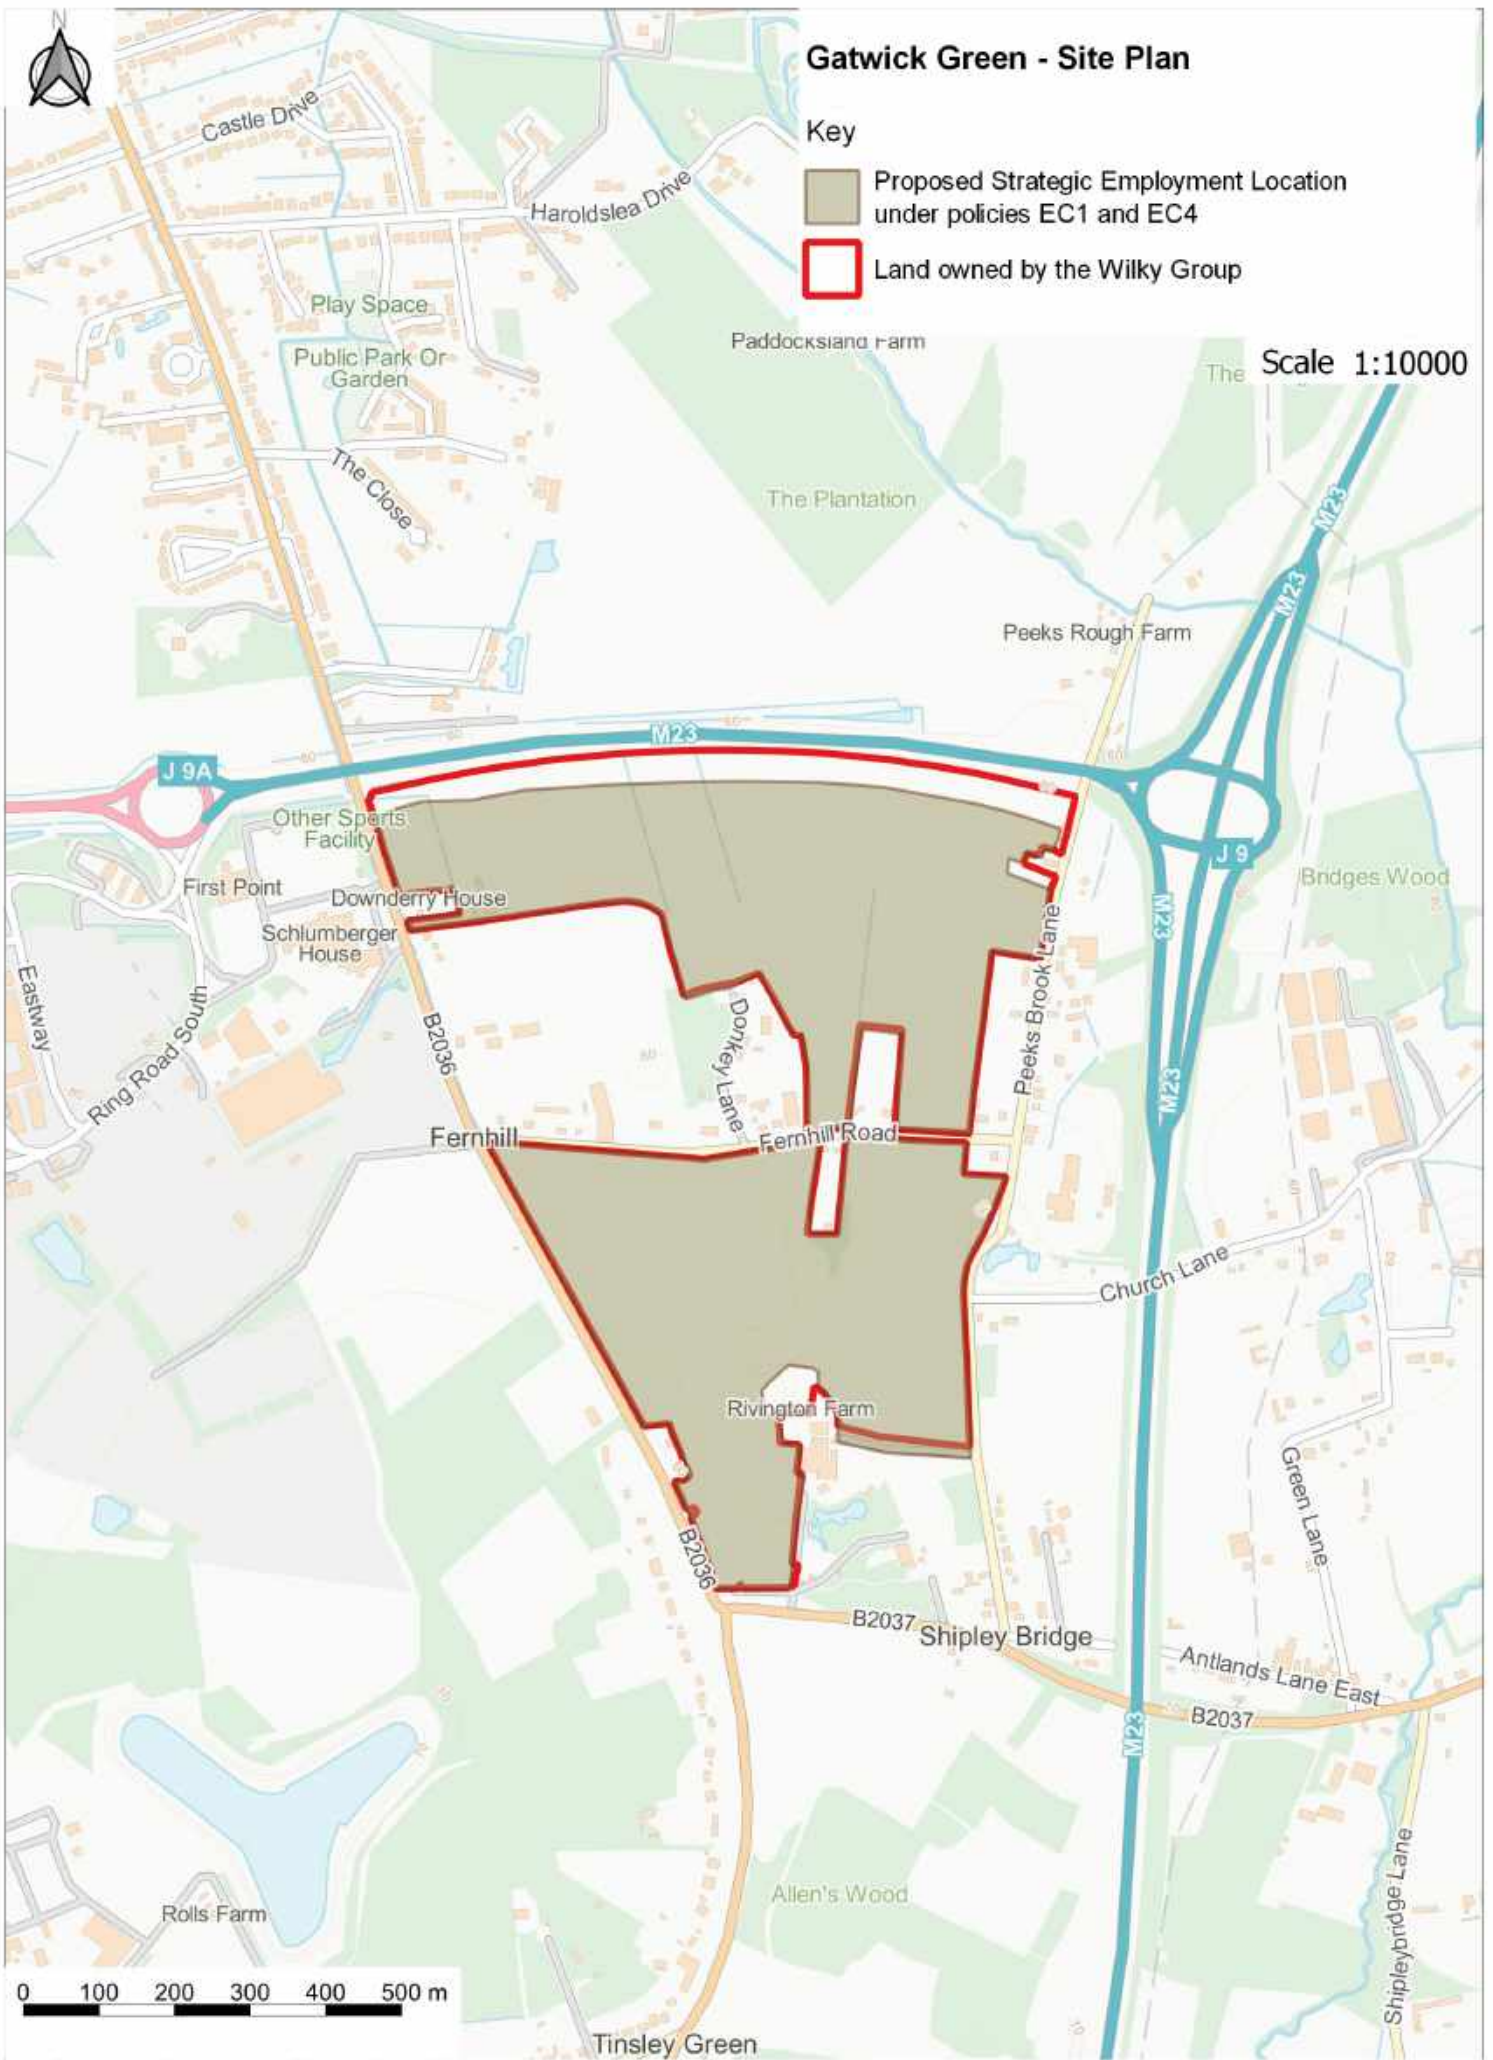 N
Gatwick Green - Site Plan
Key
Proposed Strategic Employment Location
under policies EC1 and EC4
Land owned by the Wilky Group
Scale 1:10000
Castle Drive
Haroldslea Drive
Play Space
Public Park Or
Garden
Paddocksland Farm
The
The Close
The Plantation
M23
M23
Peeks Rough Farm
M23
J 9A
Other Sports
Facility
J 9
First Point
Downderry House
Schlumberger
House
Bridges Wood
M23
Eastway
Ring Road South
B2036
Donkey Lane
Peeks Brook Lane
M23
Fernhill
Fernhill Road
Church Lane
Rivington Farm
Green Lane
B2036
B2037
Shipley Bridge
Antlands Lane East
B2037
M23
Allen's Wood
Rolls Farm
Shipleybridge Lane
0 100 200 300 400 500 m
Tinsley Green